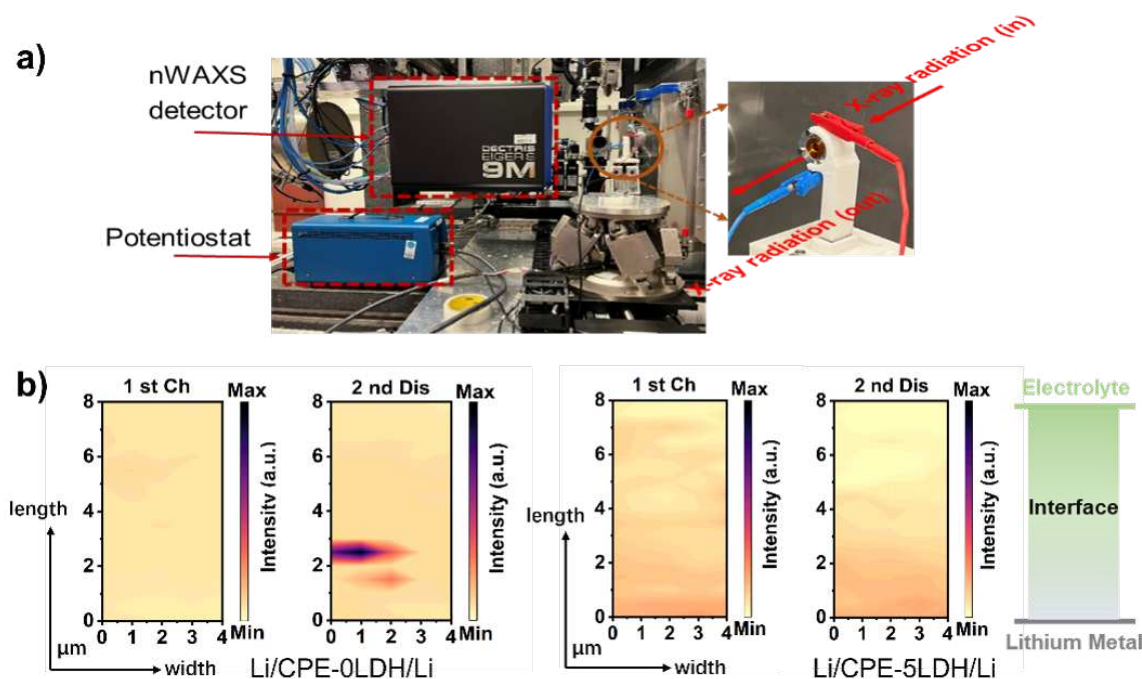 a)
nWAXS
detector
Potentiostat
DECTRIS
EIGER2
9M
X-ray radiation (in)
X-ray radiation (out)
b)
1 st Ch
Max
8
6
4
2
0
Min
0 1 2 3 4
Intensity (a.u.)
length
µm
width
2 nd Dis
Max
8
6
4
2
0
Min
0 1 2 3 4
Intensity (a.u.)
Li/CPE-0LDH/Li
1 st Ch
Max
8
6
4
2
0
Min
0 1 2 3 4
Intensity (a.u.)
length
µm
width
2 nd Dis
Max
8
6
4
2
0
Min
0 1 2 3 4
Intensity (a.u.)
Li/CPE-5LDH/Li
Electrolyte
Interface
Lithium Metal